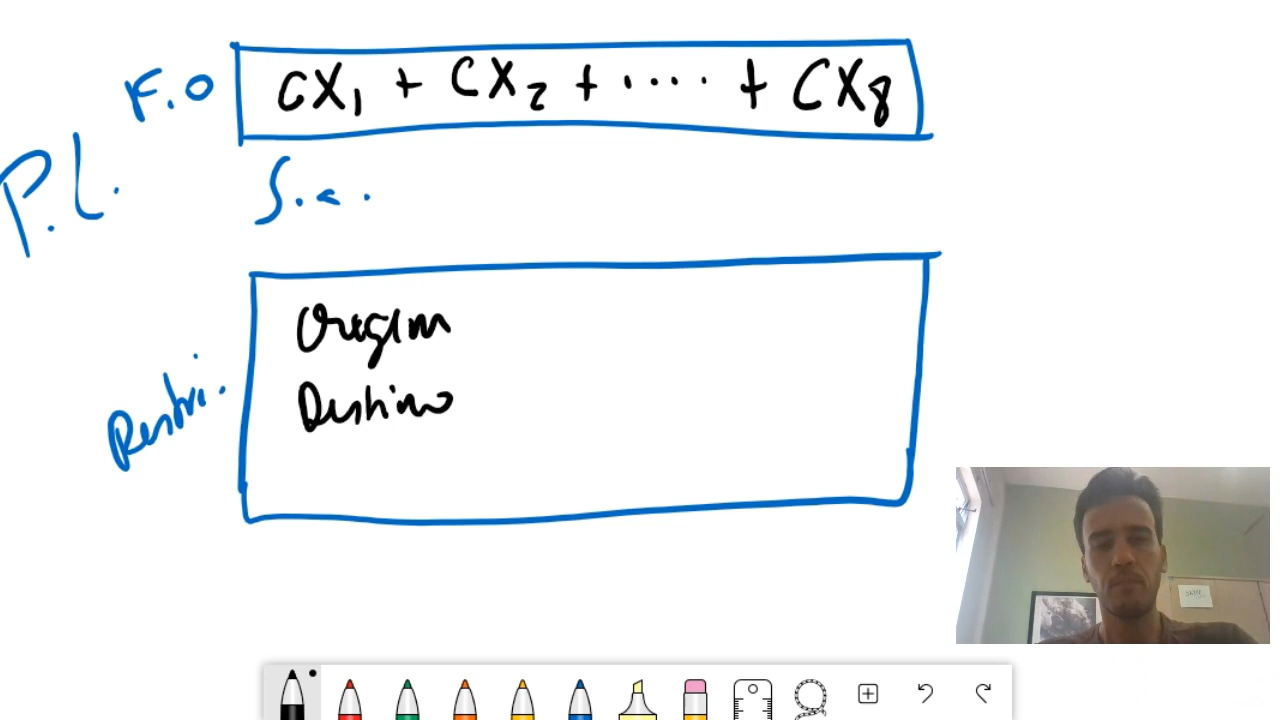 F.O CX1 + CX2 + .... + CX8
P.L.
S.a.
Origem
Destino
Restri.